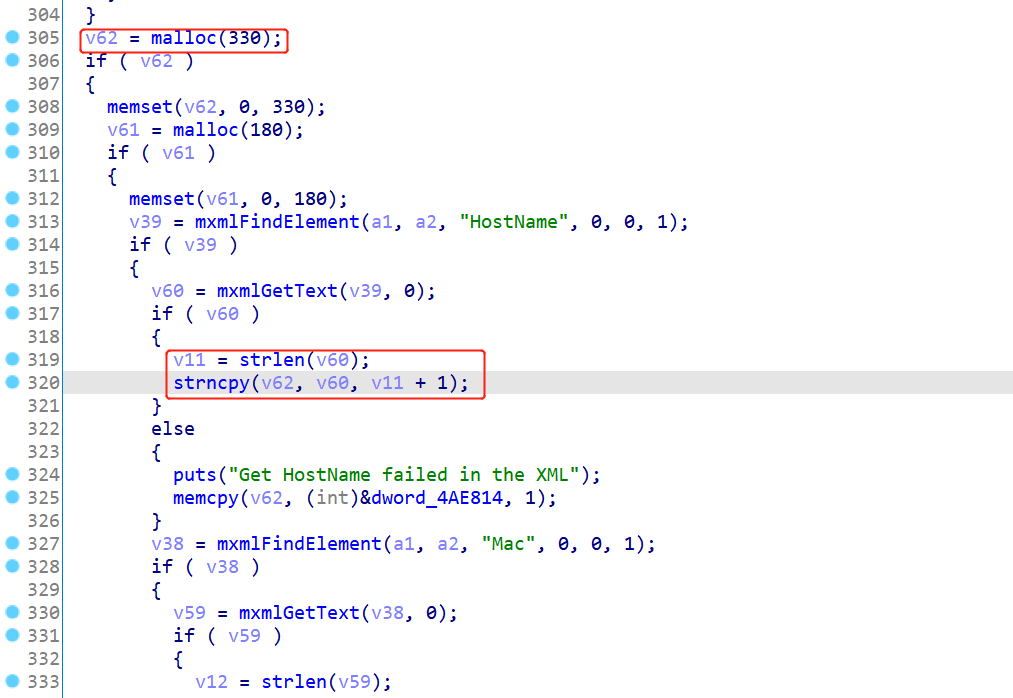 304 }
305 v62 = malloc(330);
306 if ( v62 )
307 {
308 memset(v62, 0, 330);
309 v61 = malloc(180);
310 if ( v61 )
311 {
312 memset(v61, 0, 180);
313 v39 = mxmlFindElement(a1, a2, "HostName", 0, 0, 1);
314 if ( v39 )
315 {
316 v60 = mxmlGetText(v39, 0);
317 if ( v60 )
318 {
319 v11 = strlen(v60);
320 strncpy(v62, v60, v11 + 1);
321 }
322 else
323 {
324 puts("Get HostName failed in the XML");
325 memcpy(v62, (int)&dword_4AE814, 1);
326 }
327 v38 = mxmlFindElement(a1, a2, "Mac", 0, 0, 1);
328 if ( v38 )
329 {
330 v59 = mxmlGetText(v38, 0);
331 if ( v59 )
332 {
333 v12 = strlen(v59);